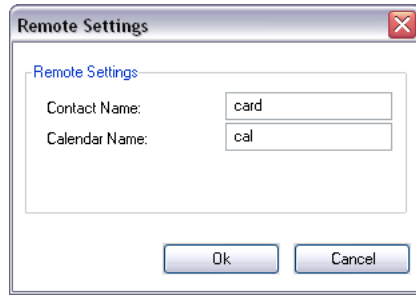 Remote Settings
Remote Settings
Contact Name: card
Calendar Name: cal
Ok Cancel